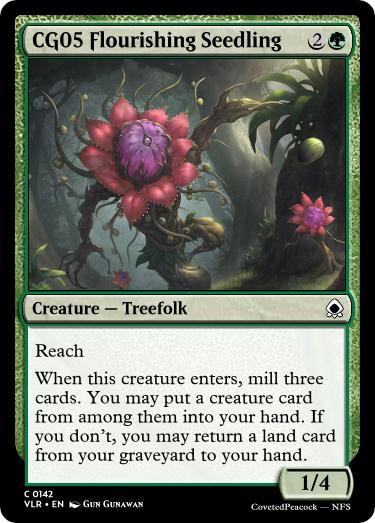 CG05 Flourishing Seedling 2
Creature — Treefolk
Reach
When this creature enters, mill three
cards. You may put a creature card
from among them into your hand. If
you don't, you may return a land card
from your graveyard to your hand.
1/4
C 0142
VLR • EN Gun Gunawan
CovetedPeacock — NFS